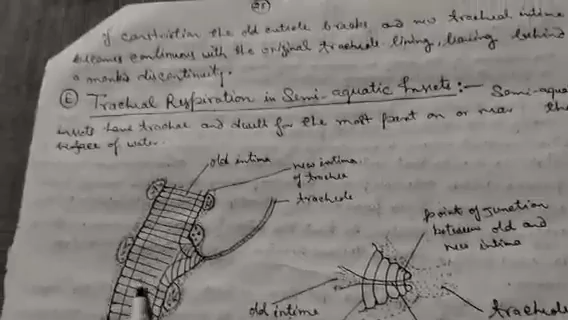 25
of constriction the old cuticle breaks and new tracheal intima
becomes continuous with the original tracheole lining, leaving behind
a marks discontinuity.
E Tracheal Respiration in Semi-aquatic Insects:- Semi-aqua
insects have trachae and dwell for the most part on or near the
surface of water.
old intima
new intima
of trachea
tracheole
point of junction
between old and
new intima
old intima
tracheole